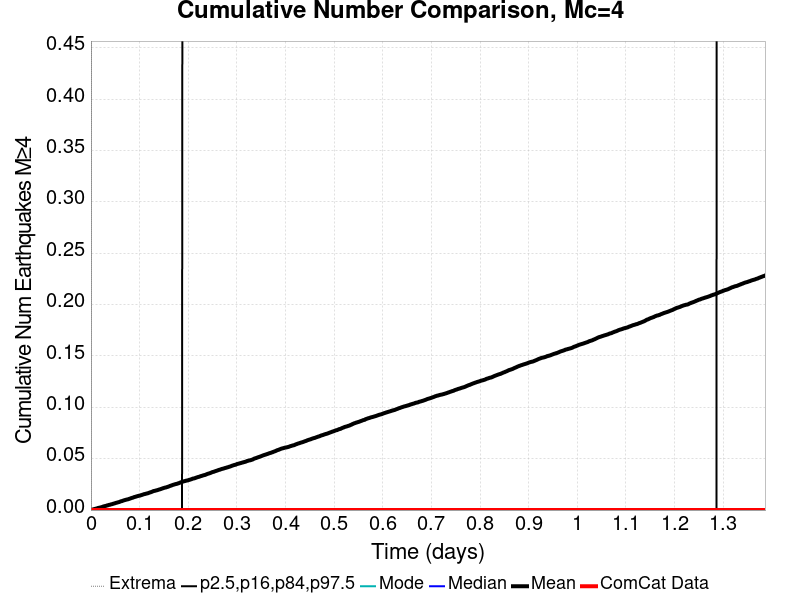 Cumulative Number Comparison, Mc=4
Cumulative Num Earthquakes M≥4
0.45
0.40
0.35
0.30
0.25
0.20
0.15
0.10
0.05
0.00
0 0.1 0.2 0.3 0.4 0.5 0.6 0.7 0.8 0.9 1 1.1 1.2 1.3
Time (days)
Extrema p2.5,p16,p84,p97.5 Mode Median Mean ComCat Data